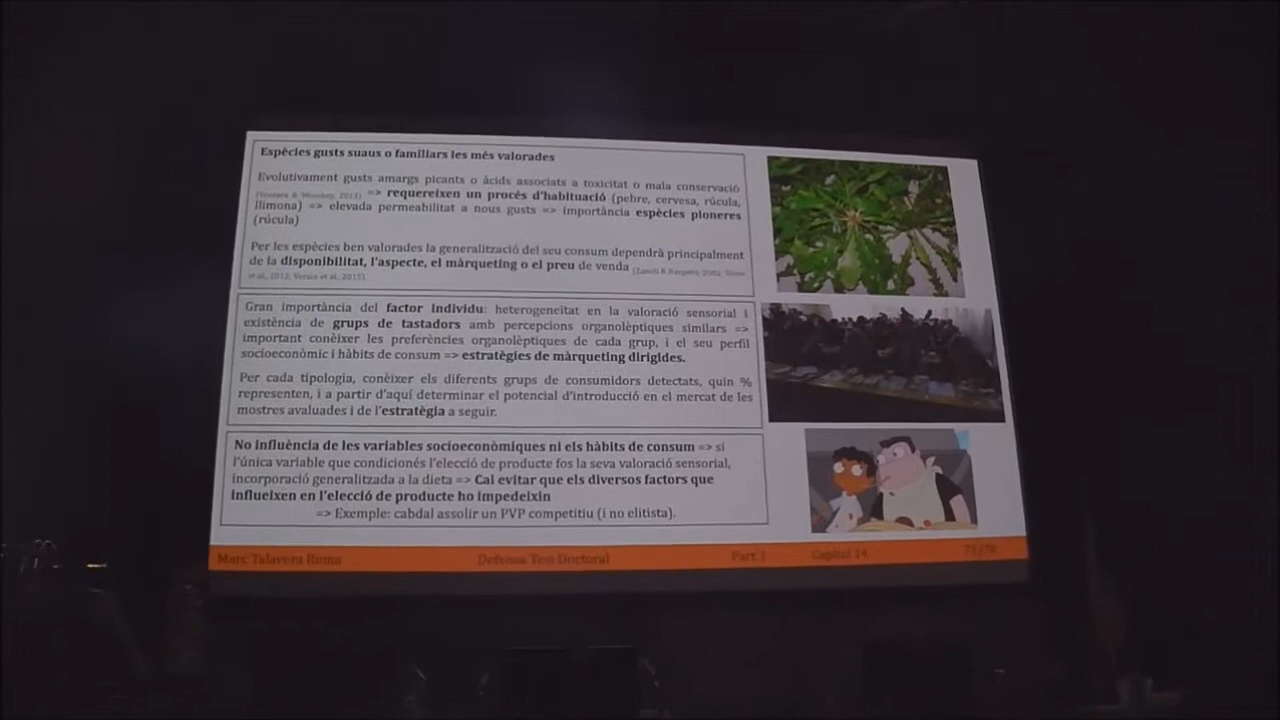 Espècies gusts suaus o familiars les més valorades
Evolutivament gusts amargs picants o àcids associats a toxicitat o mala conservació
=> requereixen un procés d'habituació (pebre, cervesa, rúcula,
llimona) => elevada permeabilitat a nous gusts => importància espècies pioneres
(rúcula)
Per les espècies ben valorades la generalització del seu consum dependrà principalment
de la disponibilitat, l'aspecte, el màrqueting o el preu de venda
Gran importància del factor individu: heterogeneïtat en la valoració sensorial i
existència de grups de tastadors amb percepcions organolèptiques similars =>
important conèixer les preferències organolèptiques de cada grup, i el seu perfil
socioeconòmic i hàbits de consum => estratègies de màrqueting dirigides.
Per cada tipologia, conèixer els diferents grups de consumidors detectats, quin %
representen, i a partir d'aquí determinar el potencial d'introducció en el mercat de les
mostres avaluades i de l'estratègia a seguir.
No influència de les variables socioeconòmiques ni els hàbits de consum => si
l'única variable que condicionés l'elecció de producte fos la seva valoració sensorial,
incorporació generalitzada a la dieta => Cal evitar que els diversos factors que
influeixen en l'elecció de producte ho impedeixin
=> Exemple: cabdal assolir un PVP competitiu (i no elitista).
Marc Talavera Roma Defensa Tesi Doctoral Part 3 Capítol 14